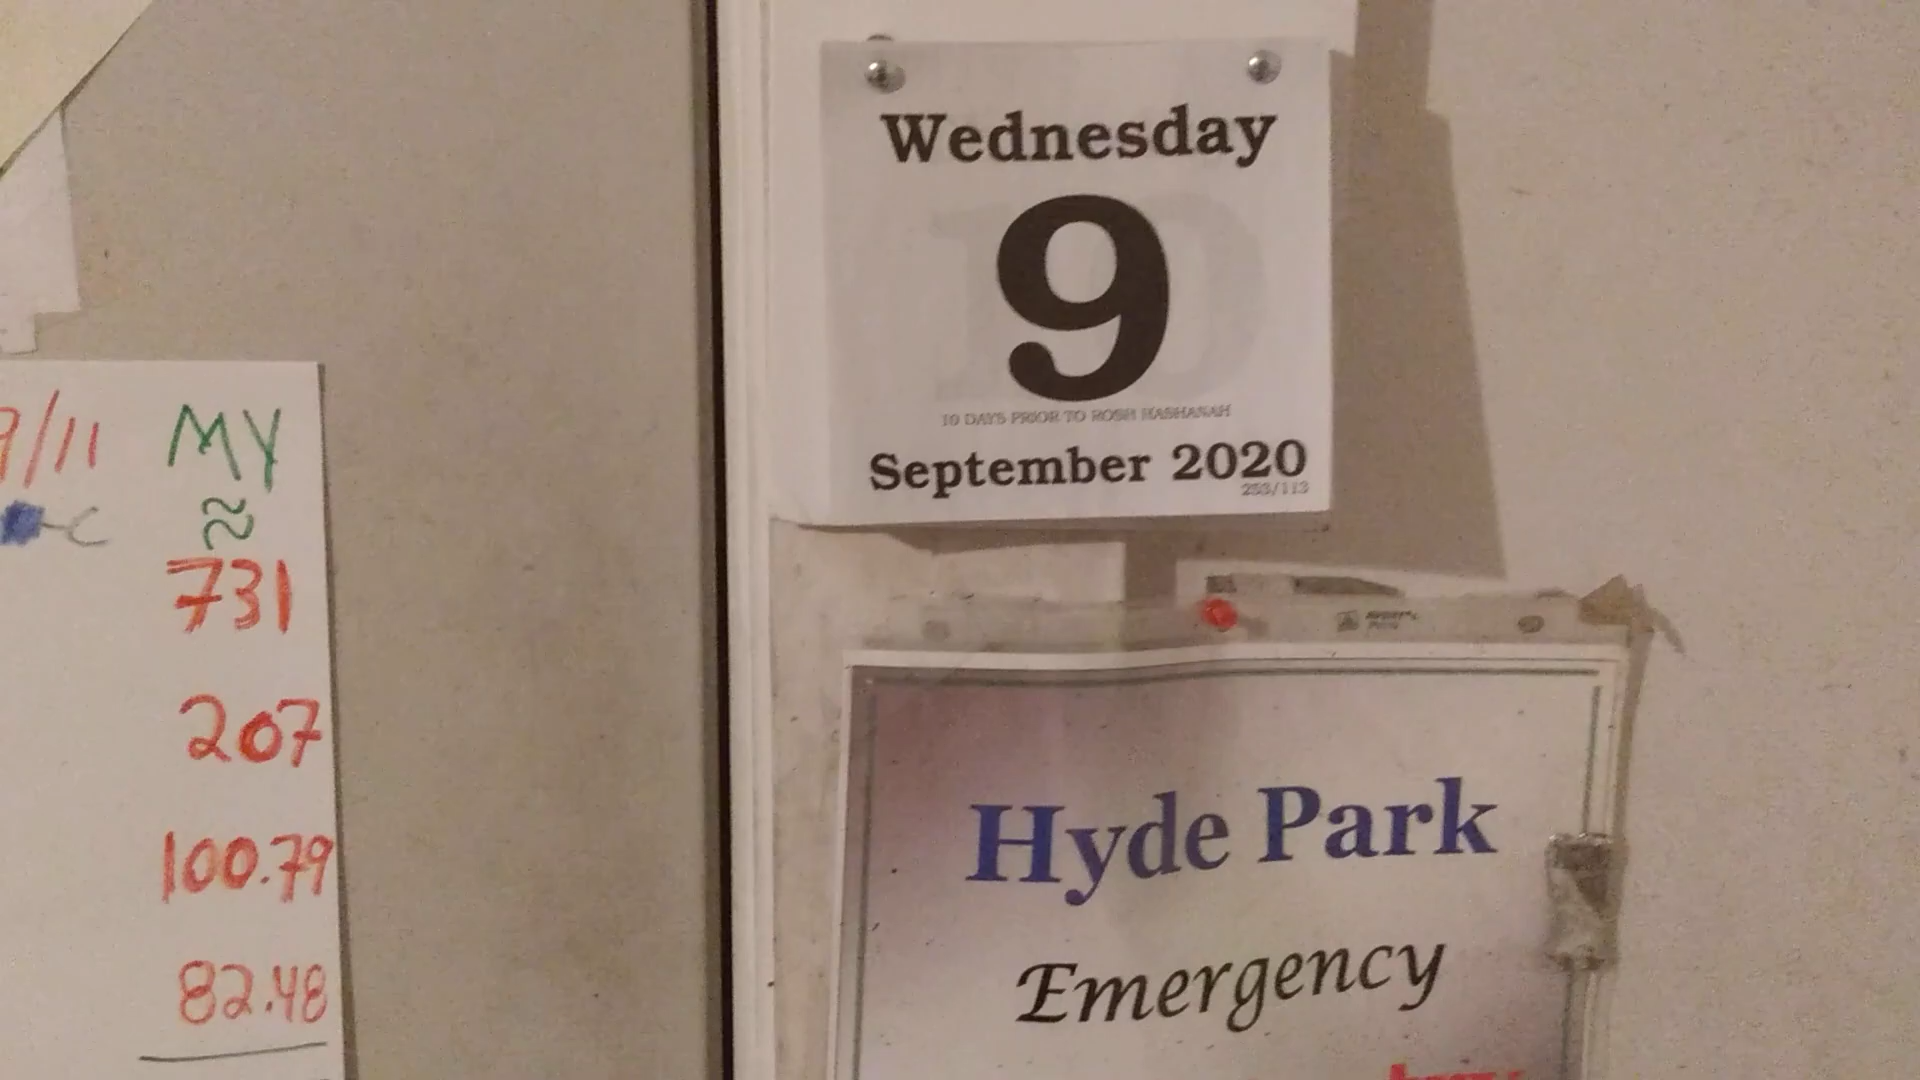 9/11 MY
≈
731
207
100.79
82.48
Wednesday
9
10 DAYS PRIOR TO ROSH HASHANAH
September 2020
253/113
Hyde Park
Emergency